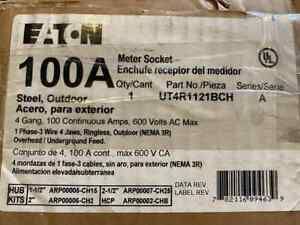 EATON
Meter Socket
Enchufe receptor del medidor
100A
Qty/Cant Part No./Pieza Series/Serie
1 UT4R1121BCH A
Steel, Outdoor
Acero, para exterior
4 Gang, 100 Continuous Amps, 600 Volts AC Max
1 Phase-3 Wire 4 Jaws, Ringless, Outdoor (NEMA 3R)
Overhead / Underground Feed.
Conjunto de 4, 100 A cont., max 600 V CA
4 mordazas de 1 fase-3 cables, sin aro, para exterior (NEMA 3R)
Alimentacion elevada/subterranea
HUB 1-1/2" ARP00006-CH15 2-1/2" ARP00007-CH25
KITS 2" ARP00006-CH2 HCP ARP00002-CHB
DATA REV
LABEL REV